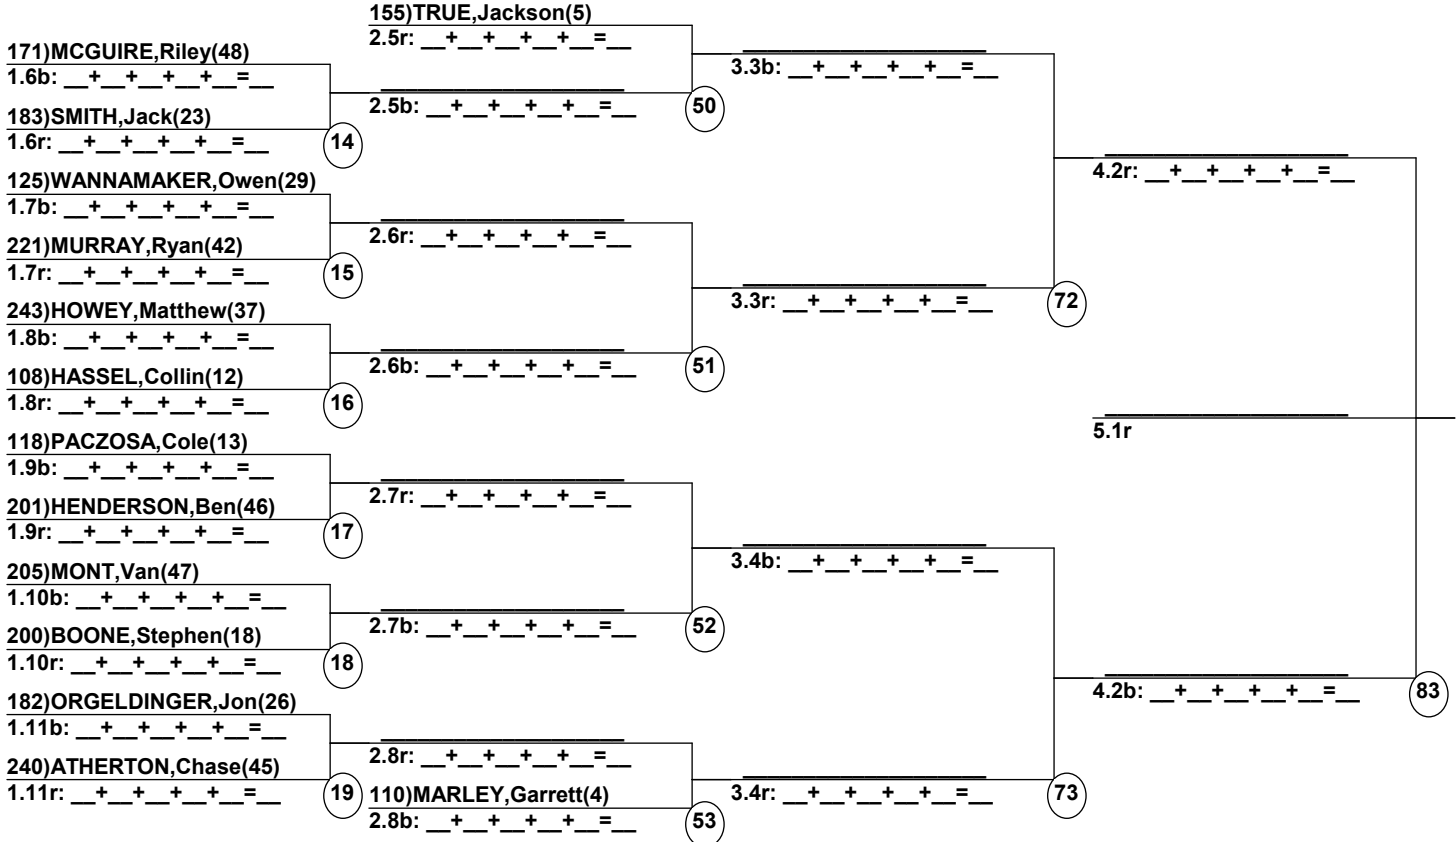 155)TRUE,Jackson(5)
2.5r: __+__+__+__+__=__
171)MCGUIRE,Riley(48)
1.6b: __+__+__+__+__=__
183)SMITH,Jack(23)
1.6r: __+__+__+__+__=__
14
2.5b: __+__+__+__+__=__
50
3.3b: __+__+__+__+__=__
125)WANNAMAKER,Owen(29)
1.7b: __+__+__+__+__=__
221)MURRAY,Ryan(42)
1.7r: __+__+__+__+__=__
15
2.6r: __+__+__+__+__=__
4.2r: __+__+__+__+__=__
243)HOWEY,Matthew(37)
1.8b: __+__+__+__+__=__
108)HASSEL,Collin(12)
1.8r: __+__+__+__+__=__
16
2.6b: __+__+__+__+__=__
51
3.3r: __+__+__+__+__=__
72
5.1r
118)PACZOSA,Cole(13)
1.9b: __+__+__+__+__=__
201)HENDERSON,Ben(46)
1.9r: __+__+__+__+__=__
17
2.7r: __+__+__+__+__=__
3.4b: __+__+__+__+__=__
205)MONT,Van(47)
1.10b: __+__+__+__+__=__
200)BOONE,Stephen(18)
1.10r: __+__+__+__+__=__
18
2.7b: __+__+__+__+__=__
52
4.2b: __+__+__+__+__=__
83
182)ORGELDINGER,Jon(26)
1.11b: __+__+__+__+__=__
240)ATHERTON,Chase(45)
1.11r: __+__+__+__+__=__
19
2.8r: __+__+__+__+__=__
110)MARLEY,Garrett(4)
2.8b: __+__+__+__+__=__
53
3.4r: __+__+__+__+__=__
73